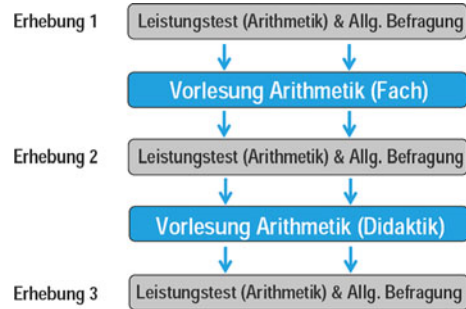 Erhebung 1 Leistungstest (Arithmetik) & Allg. Befragung
Vorlesung Arithmetik (Fach)
Erhebung 2 Leistungstest (Arithmetik) & Allg. Befragung
Vorlesung Arithmetik (Didaktik)
Erhebung 3 Leistungstest (Arithmetik) & Allg. Befragung